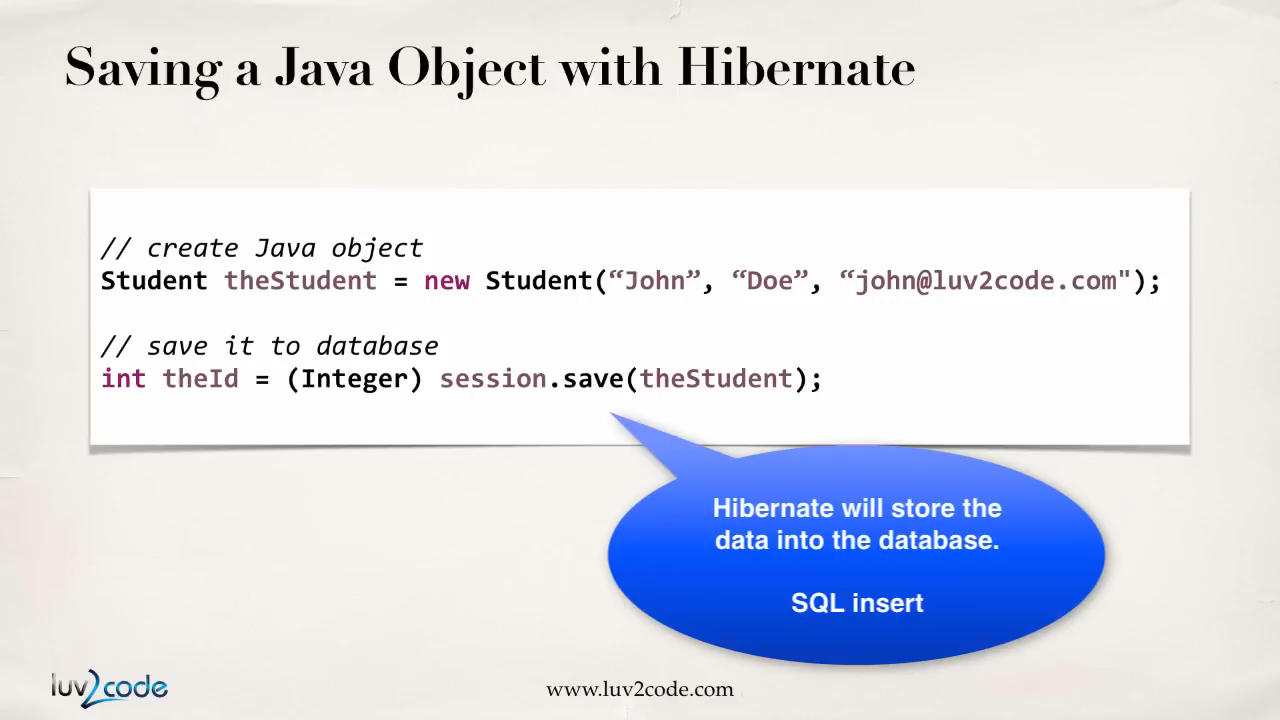 Saving a Java Object with Hibernate
// create Java object
Student theStudent = new Student(“John”, “Doe”, “john@luv2code.com");
// save it to database
int theId = (Integer) session.save(theStudent);
Hibernate will store the
data into the database.
SQL insert
luv2code
www.luv2code.com